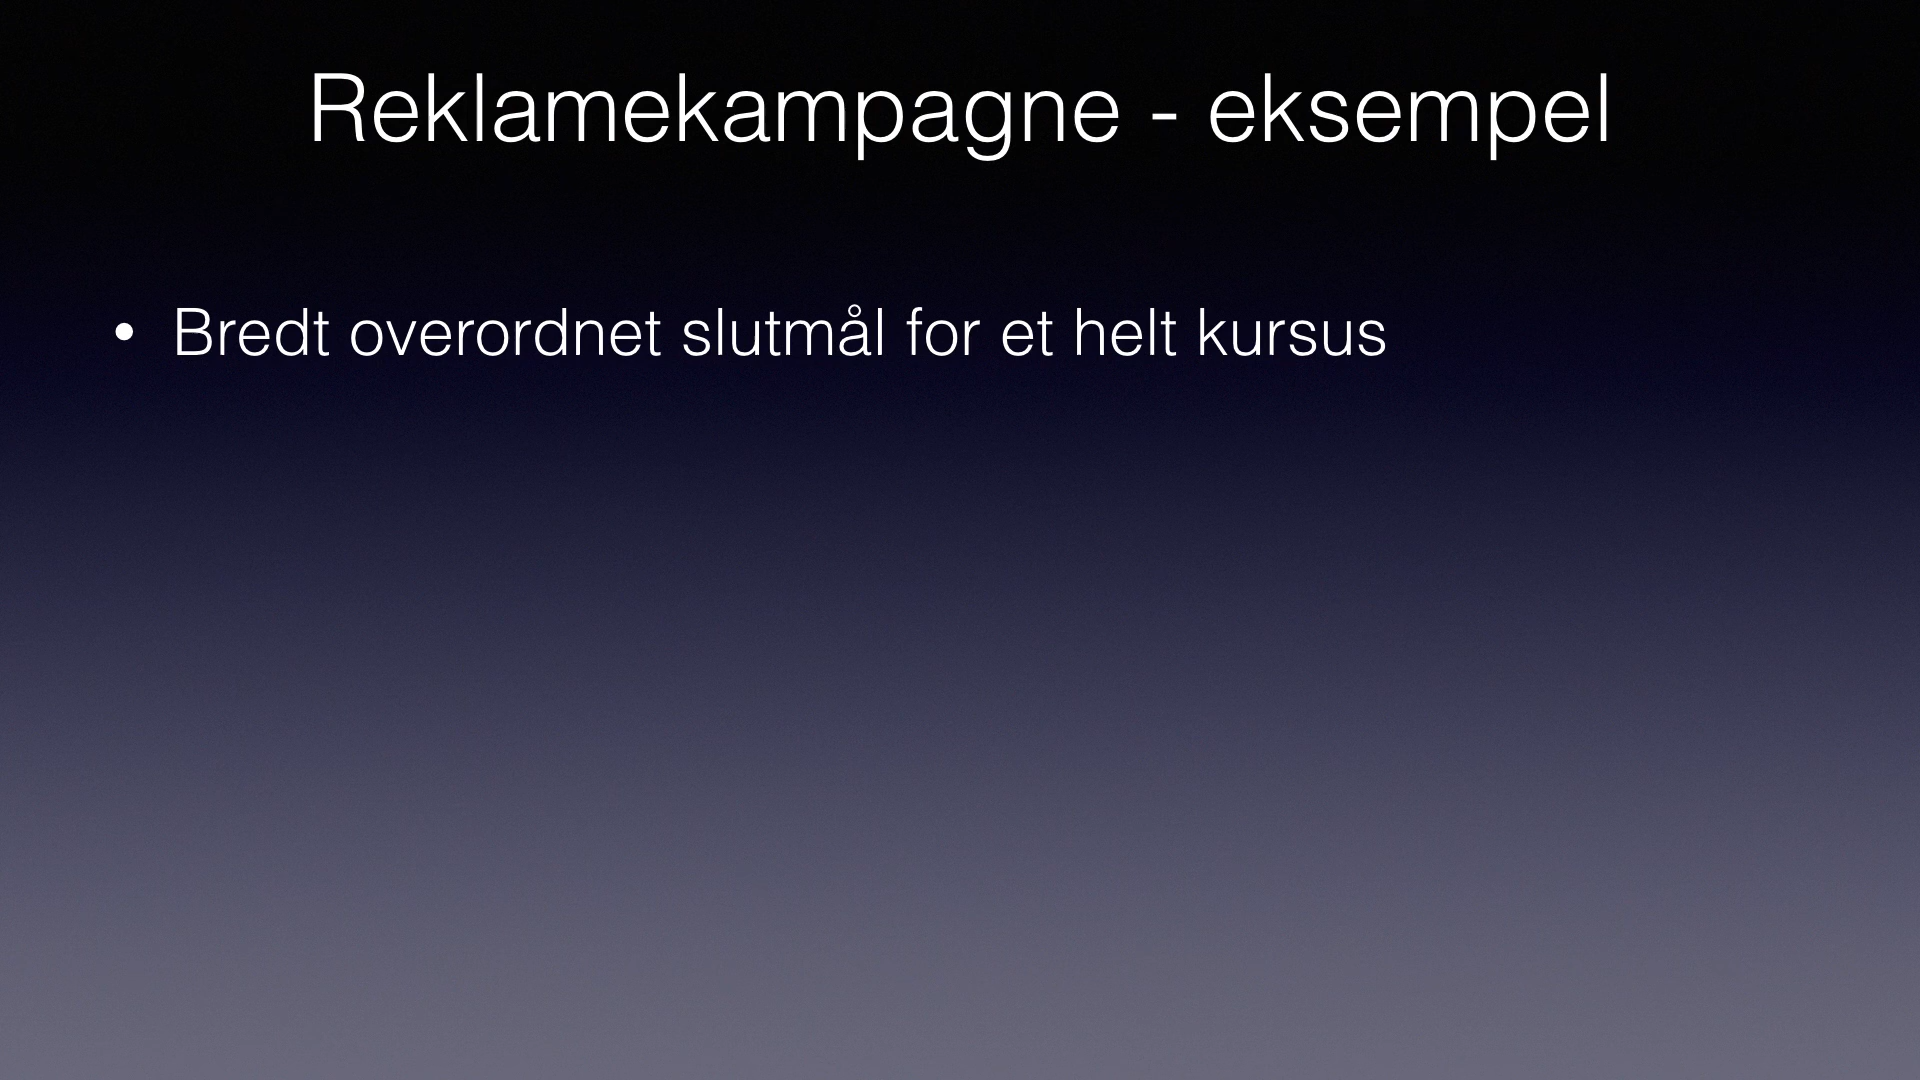 Reklamekampagne - eksempel
• Bredt overordnet slutmål for et helt kursus